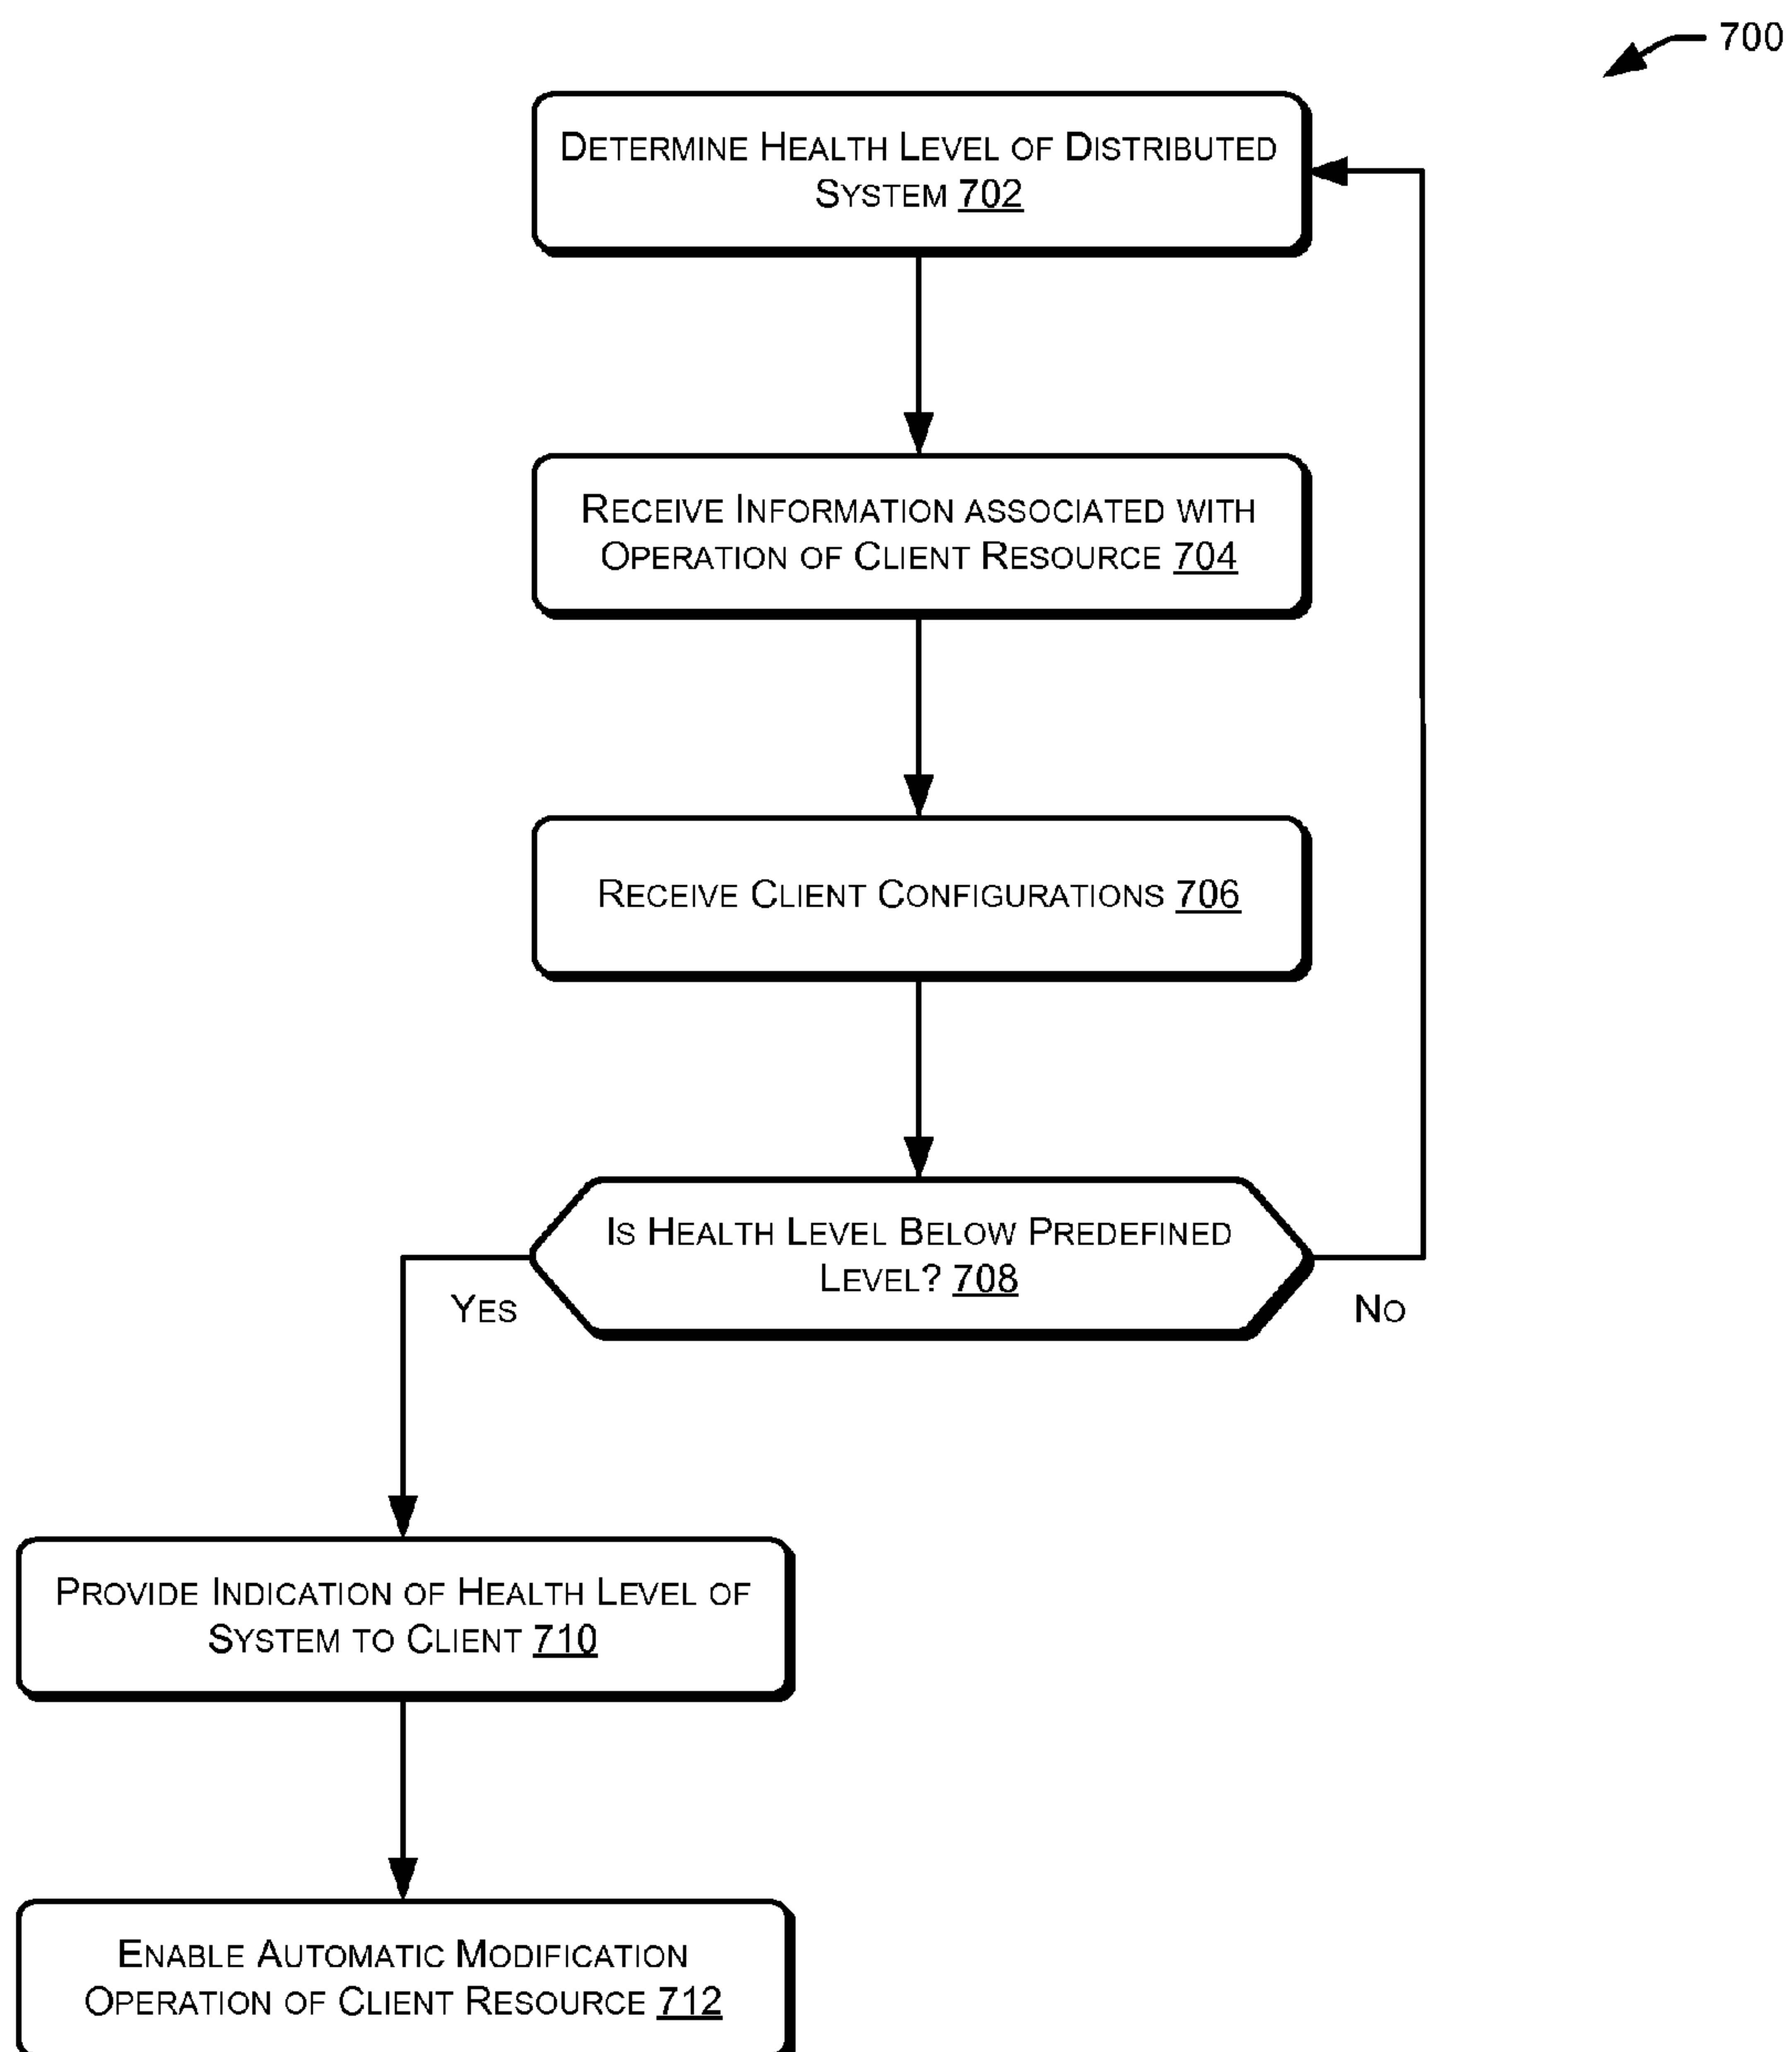 700
Determine Health Level of Distributed
System 702
Receive Information associated with
Operation of Client Resource 704
Receive Client Configurations 706
Is Health Level Below Predefined
Level? 708
Yes
No
Provide Indication of Health Level of
System to Client 710
Enable Automatic Modification
Operation of Client Resource 712